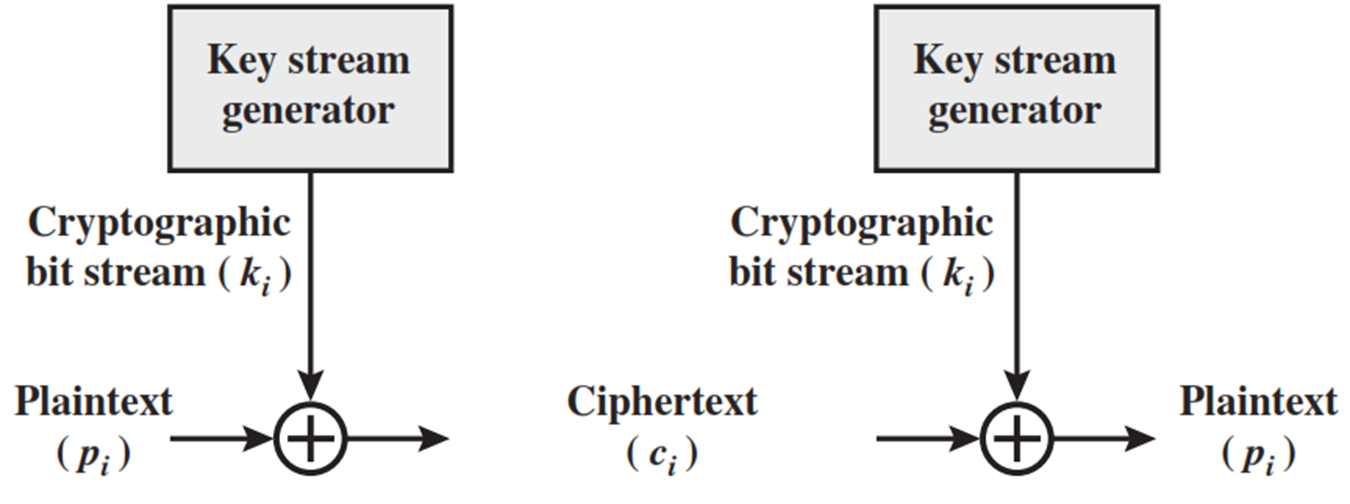 Key stream
generator
Key stream
generator
Cryptographic
bit stream ( kᵢ )
Cryptographic
bit stream ( kᵢ )
Plaintext
( pᵢ )
Ciphertext
( cᵢ )
Plaintext
( pᵢ )